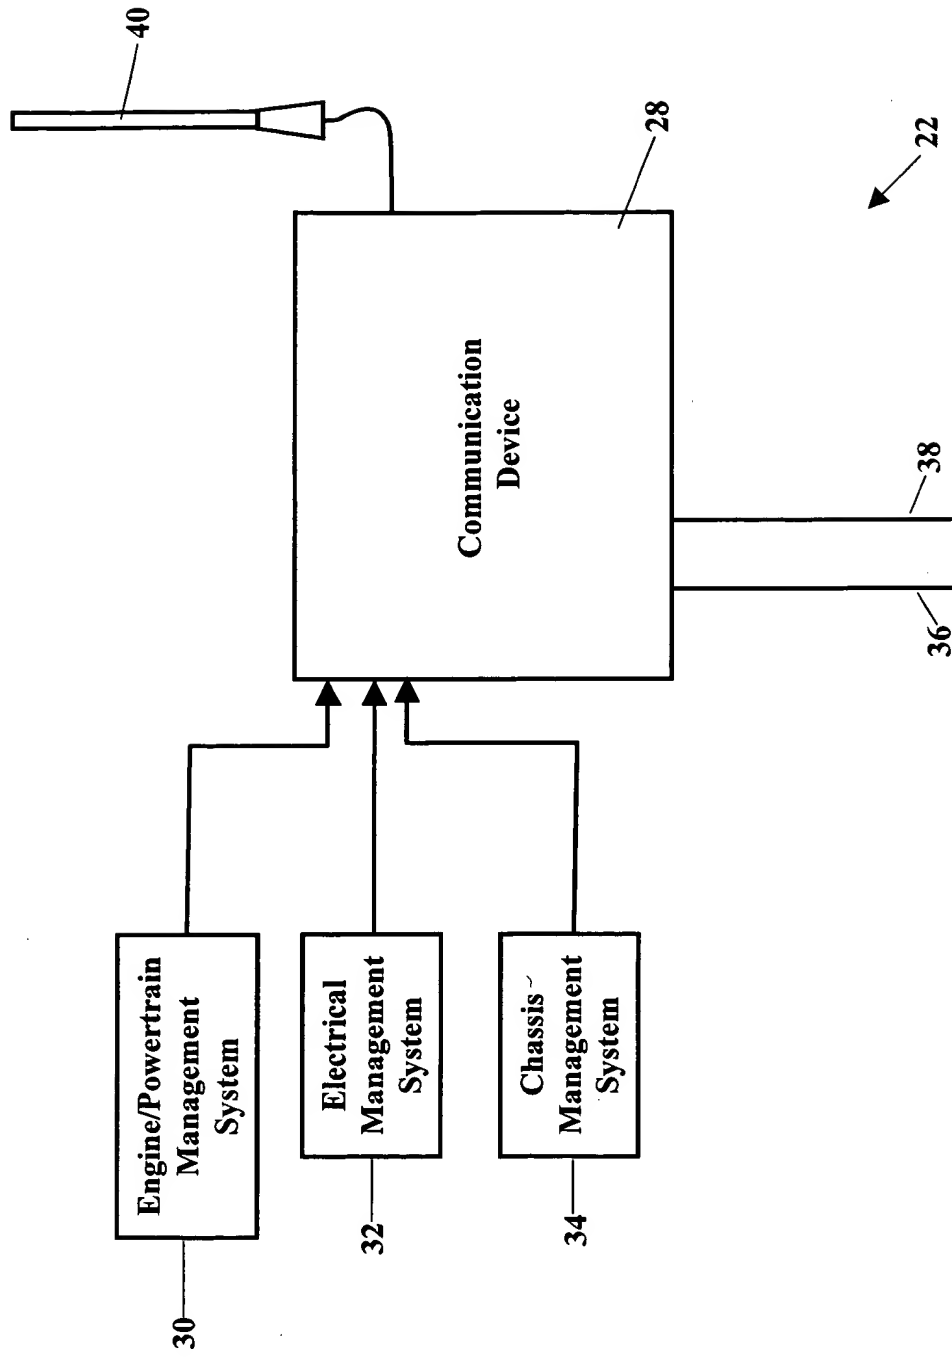 30
Engine/Powertrain
Management
System
32
Electrical
Management
System
34
Chassis
Management
System
Communication
Device
28
40
36
38
22